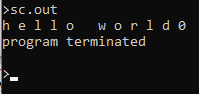 >sc.out
h e l l o   w o r l d 0
program terminated
>